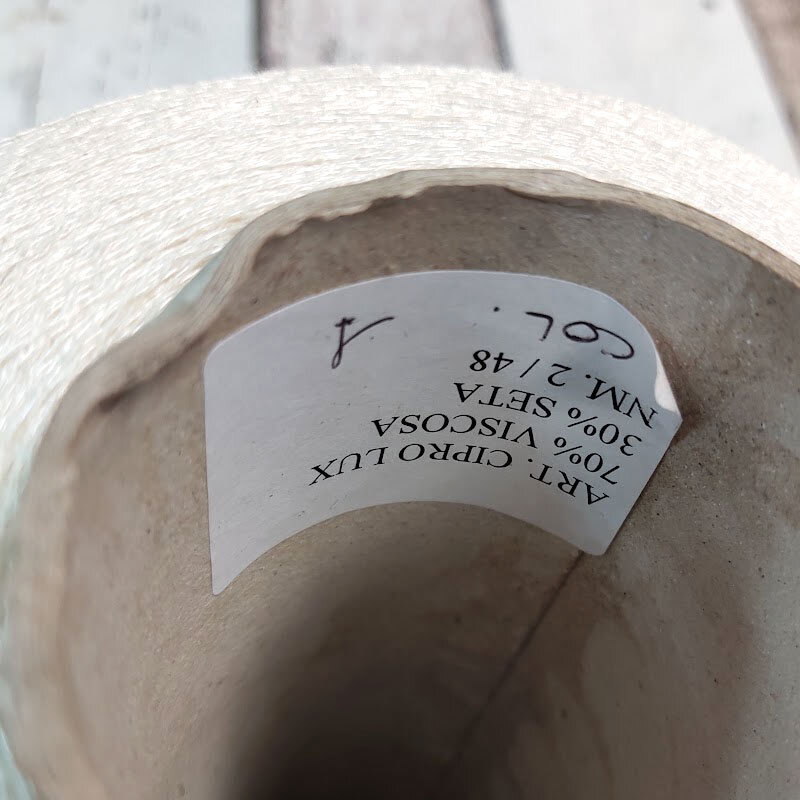 ART. CIPRO LUX
70% VISCOSA
30% SETA
NM. 2 / 48
COL.